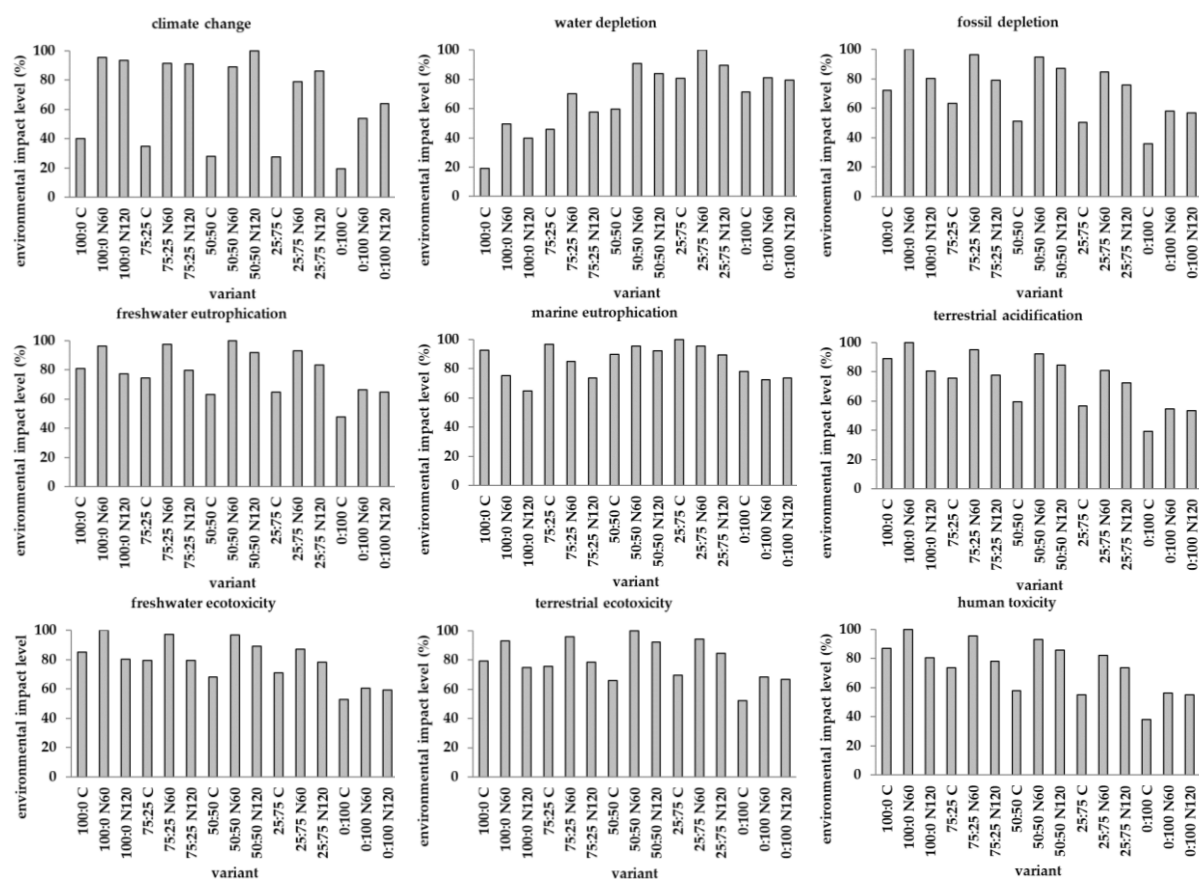 climate change
environmental impact level (%)
100
80
60
40
20
0
100:0 C
100:0 N60
100:0 N120
75:25 C
75:25 N60
75:25 N120
50:50 C
50:50 N60
50:50 N120
25:75 C
25:75 N60
25:75 N120
0:100 C
0:100 N60
0:100 N120
variant
water depletion
environmental impact level (%)
100
80
60
40
20
0
100:0 C
100:0 N60
100:0 N120
75:25 C
75:25 N60
75:25 N120
50:50 C
50:50 N60
50:50 N120
25:75 C
25:75 N60
25:75 N120
0:100 C
0:100 N60
0:100 N120
variant
fossil depletion
environmental impact level (%)
100
80
60
40
20
0
100:0 C
100:0 N60
100:0 N120
75:25 C
75:25 N60
75:25 N120
50:50 C
50:50 N60
50:50 N120
25:75 C
25:75 N60
25:75 N120
0:100 C
0:100 N60
0:100 N120
variant
freshwater eutrophication
environmental impact level (%)
100
80
60
40
20
0
100:0 C
100:0 N60
100:0 N120
75:25 C
75:25 N60
75:25 N120
50:50 C
50:50 N60
50:50 N120
25:75 C
25:75 N60
25:75 N120
0:100 C
0:100 N60
0:100 N120
variant
marine eutrophication
environmental impact level (%)
100
80
60
40
20
0
100:0 C
100:0 N60
100:0 N120
75:25 C
75:25 N60
75:25 N120
50:50 C
50:50 N60
50:50 N120
25:75 C
25:75 N60
25:75 N120
0:100 C
0:100 N60
0:100 N120
variant
terrestrial acidification
environmental impact level (%)
100
80
60
40
20
0
100:0 C
100:0 N60
100:0 N120
75:25 C
75:25 N60
75:25 N120
50:50 C
50:50 N60
50:50 N120
25:75 C
25:75 N60
25:75 N120
0:100 C
0:100 N60
0:100 N120
variant
freshwater ecotoxicity
environmental impact level
100
80
60
40
20
0
100:0 C
100:0 N60
100:0 N120
75:25 C
75:25 N60
75:25 N120
50:50 C
50:50 N60
50:50 N120
25:75 C
25:75 N60
25:75 N120
0:100 C
0:100 N60
0:100 N120
variant
terrestrial ecotoxicity
environmental impact level (%)
100
80
60
40
20
0
100:0 C
100:0 N60
100:0 N120
75:25 C
75:25 N60
75:25 N120
50:50 C
50:50 N60
50:50 N120
25:75 C
25:75 N60
25:75 N120
0:100 C
0:100 N60
0:100 N120
variant
human toxicity
environmental impact level (%)
100
80
60
40
20
0
100:0 C
100:0 N60
100:0 N120
75:25 C
75:25 N60
75:25 N120
50:50 C
50:50 N60
50:50 N120
25:75 C
25:75 N60
25:75 N120
0:100 C
0:100 N60
0:100 N120
variant